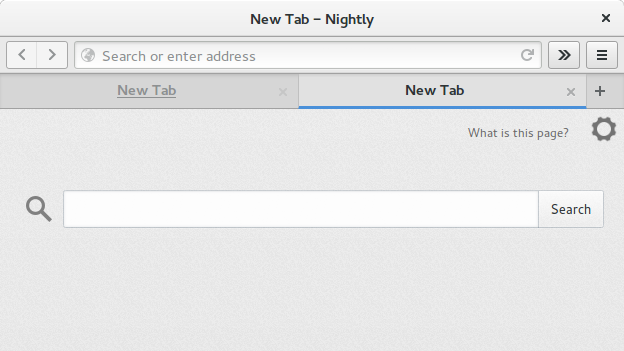 New Tab – Nightly
Search or enter address
New Tab
New Tab
What is this page?
Search